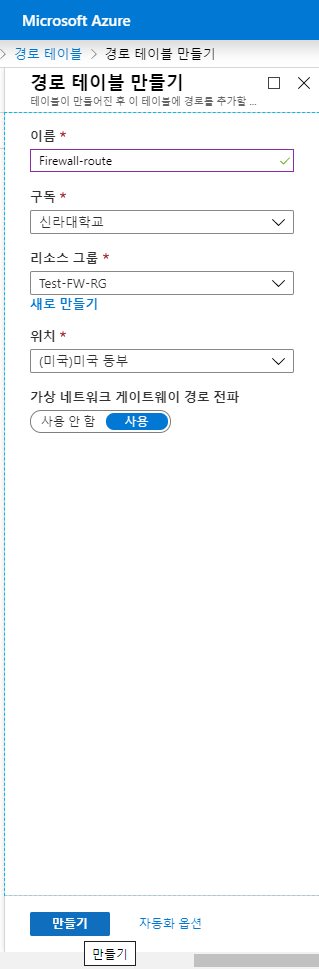 Microsoft Azure
경로 테이블 > 경로 테이블 만들기
경로 테이블 만들기
테이블이 만들어진 후 이 테이블에 경로를 추가할 ...
이름 *
Firewall-route
구독 *
신라대학교
리소스 그룹 *
Test-FW-RG
새로 만들기
위치 *
(미국)미국 동부
가상 네트워크 게이트웨이 경로 전파
사용 안 함 사용
만들기 자동화 옵션
만들기